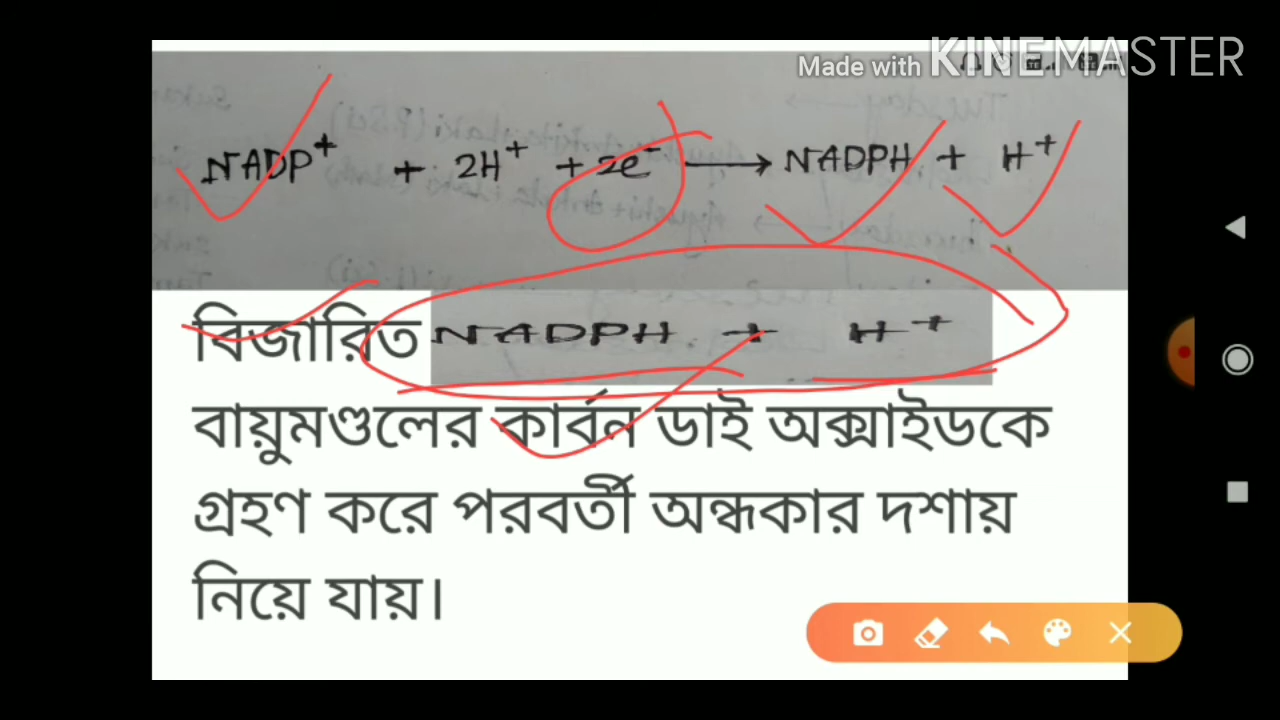 Made with KINEMASTER
NADP⁺ + 2H⁺ + 2e⁻ → NADPH + H⁺
বিজারিত NADPH + H⁺
বায়ুমণ্ডলের কার্বন ডাই অক্সাইডকে
গ্রহণ করে পরবর্তী অন্ধকার দশায়
নিয়ে যায়।